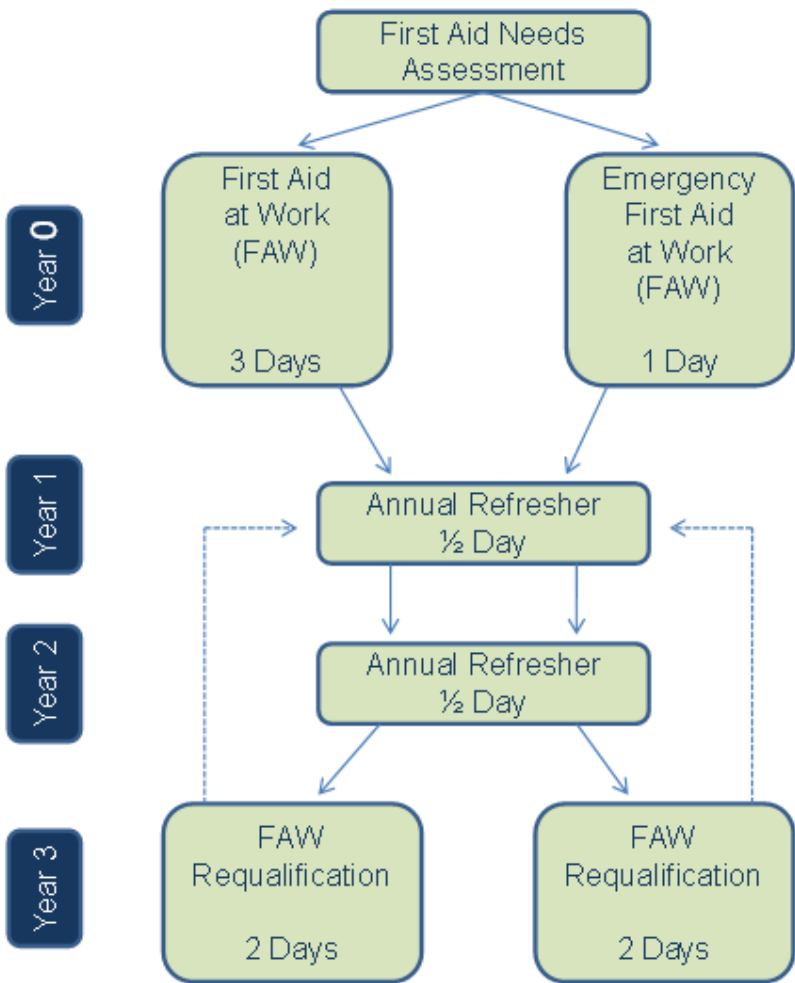 First Aid Needs
Assessment
Year 0
First Aid
at Work
(FAW)
3 Days
Emergency
First Aid
at Work
(FAW)
1 Day
Year 1
Annual Refresher
½ Day
Year 2
Annual Refresher
½ Day
Year 3
FAW
Requalification
2 Days
FAW
Requalification
2 Days